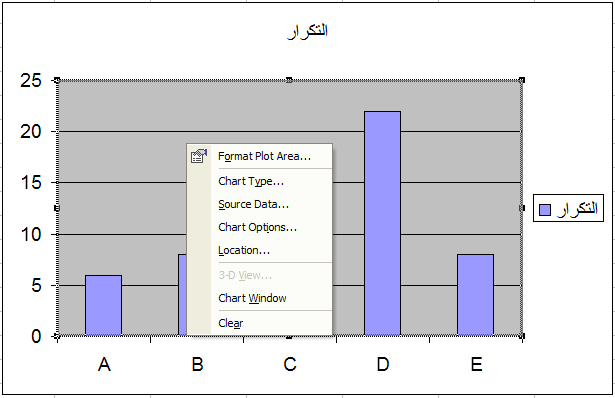 التكرار
25
20
15
10
5
0
A B C D E
التكرار
Format Plot Area...
Chart Type...
Source Data...
Chart Options...
Location...
3-D View...
Chart Window
Clear